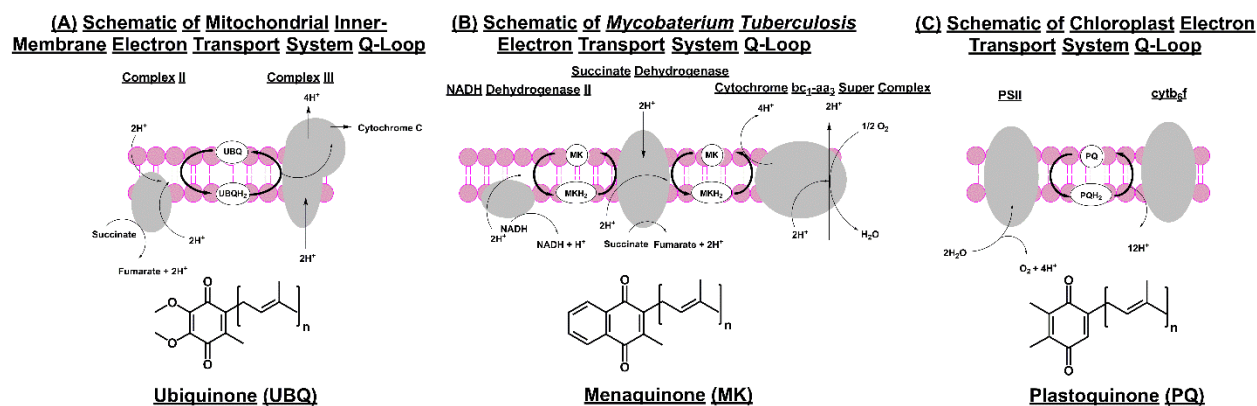 (A) Schematic of Mitochondrial Inner-
Membrane Electron Transport System Q-Loop
Complex II
Complex III
4H+
Cytochrome C
2H+
UBQ
UBQH2
Succinate
2H+
Fumarate + 2H+
2H+
Ubiquinone (UBQ)
O
O
O
O
n
(B) Schematic of Mycobaterium Tuberculosis
Electron Transport System Q-Loop
Succinate Dehydrogenase
NADH Dehydrogenase II
Cytochrome bc1-aa3 Super Complex
2H+
4H+
2H+
1/2 O2
MK
MK
MKH2
MKH2
2H+
NADH
2H+
2H+
NADH + H+
Succinate
Fumarate + 2H+
H2O
O
O
n
Menaquinone (MK)
(C) Schematic of Chloroplast Electron
Transport System Q-Loop
PSII
cytb6f
PQ
PQH2
2H2O
O2 + 4H+
12H+
O
O
n
Plastoquinone (PQ)